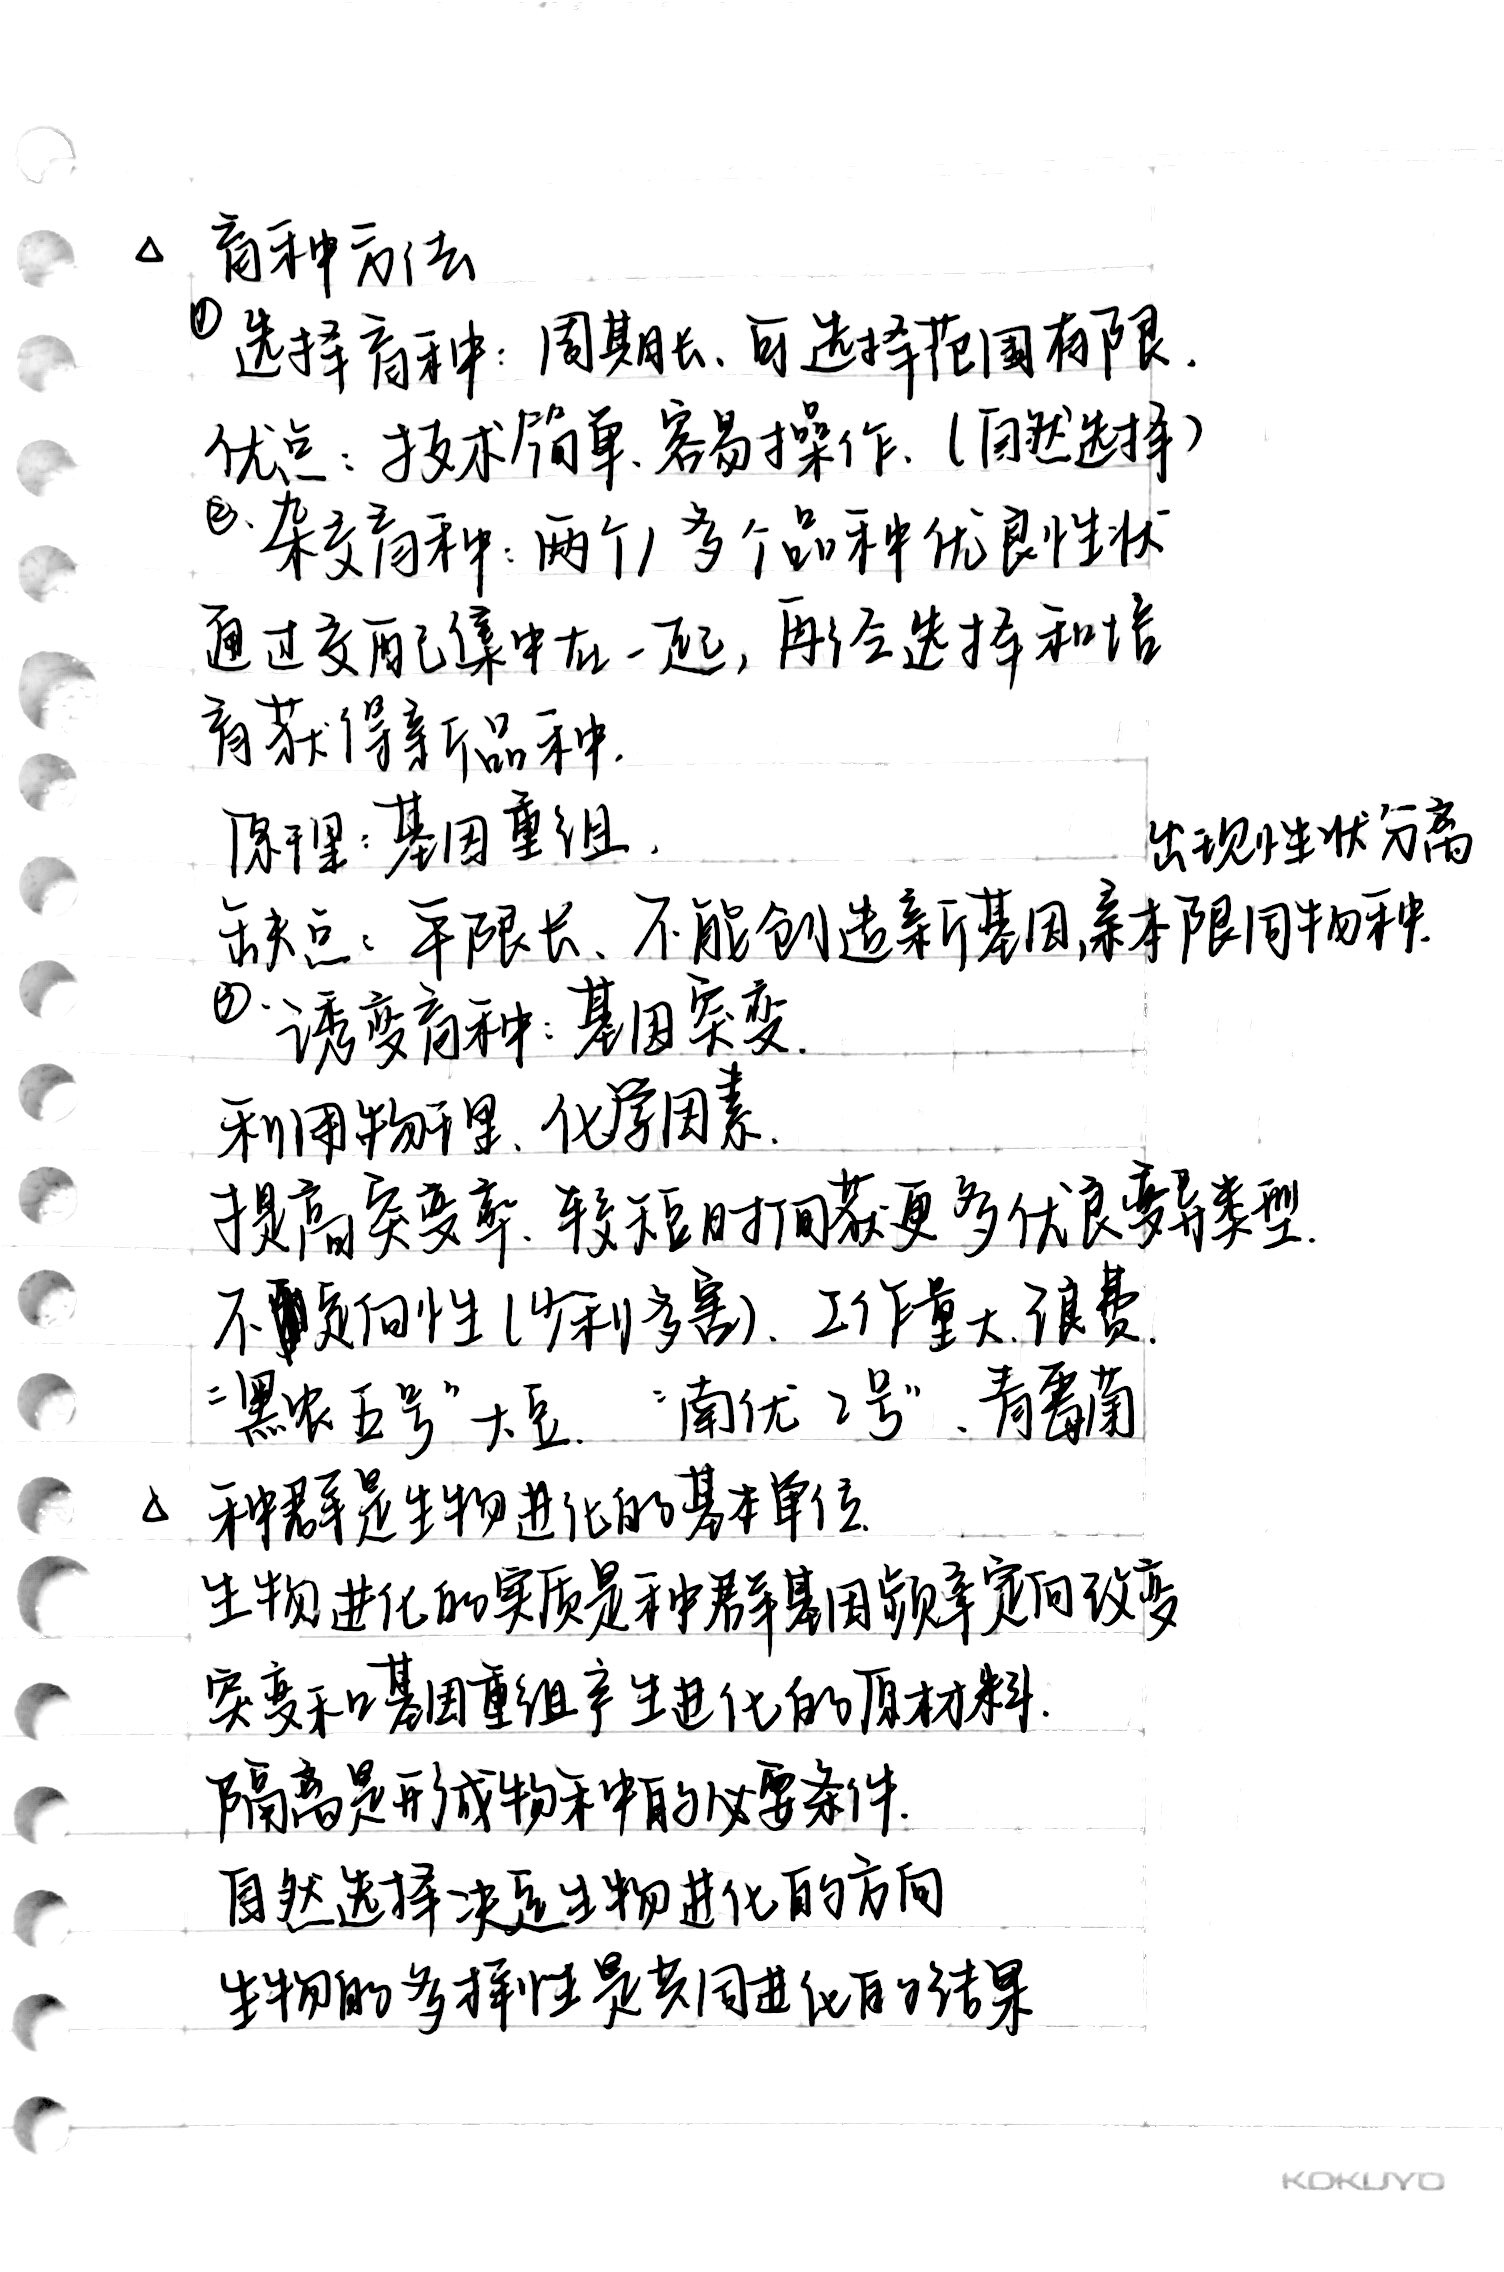 △ 育种方法
① 选择育种：周期长、可选择范围有限．
优点：技术简单、容易操作．（自然选择）
②．杂交育种：两个/多个品种优良性状
通过交配集中在一起，再经选择和培
育获得新品种．
原理：基因重组．
出现性状分离
缺点：年限长、不能创造新基因，亲本限同物种．
③．诱变育种：基因突变．
利用物理、化学因素．
提高突变率、较短时间获更多优良变异类型．
不定向性（少利多害）、工作量大．浪费．
“黑农五号”大豆．“南优2号”、青霉菌
△ 种群是生物进化的基本单位．
生物进化的实质是种群基因频率定向改变
突变和基因重组产生进化的原材料．
隔离是形成物种的必要条件．
自然选择决定生物进化的方向
生物的多样性是共同进化的结果
KOKUYO